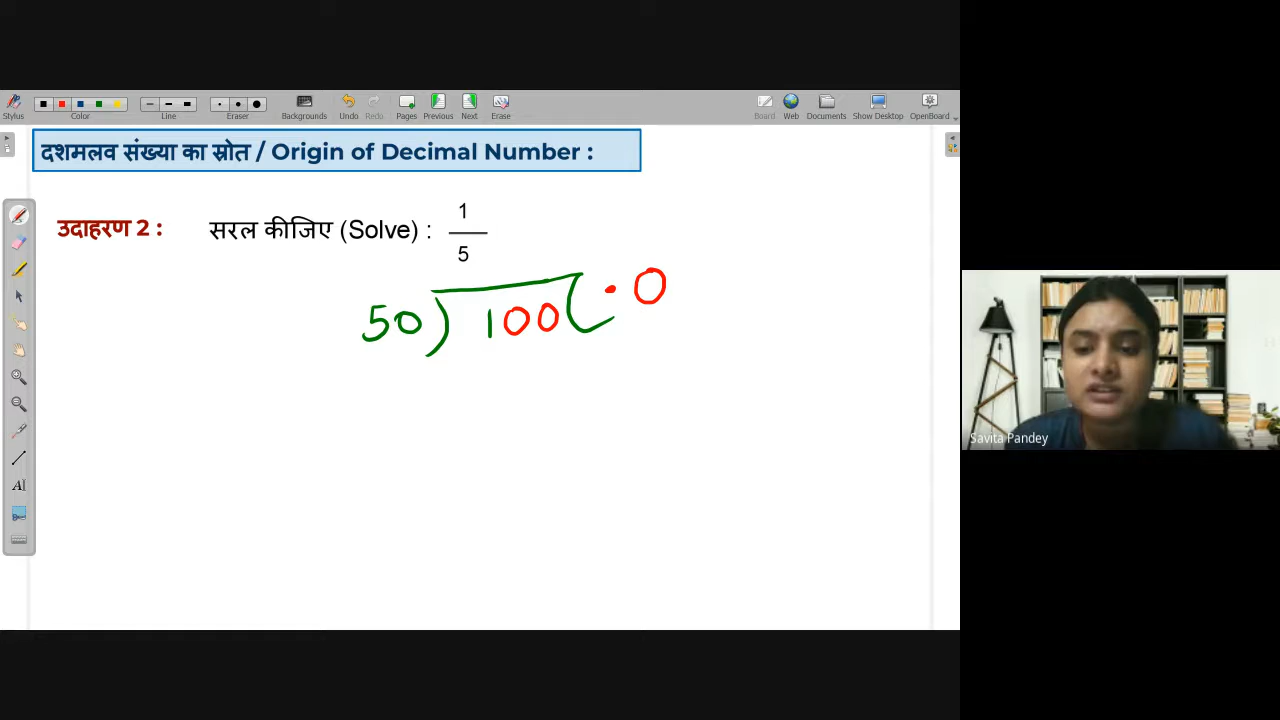 Stylus Color Line Eraser Backgrounds Undo Redo Pages Previous Next Erase Board Web Documents Show Desktop OpenBoard
दशमलव संख्या का स्रोत / Origin of Decimal Number :
उदाहरण 2 : सरल कीजिए (Solve) : 1
5
50 ) 100 ( . 0
Savita Pandey